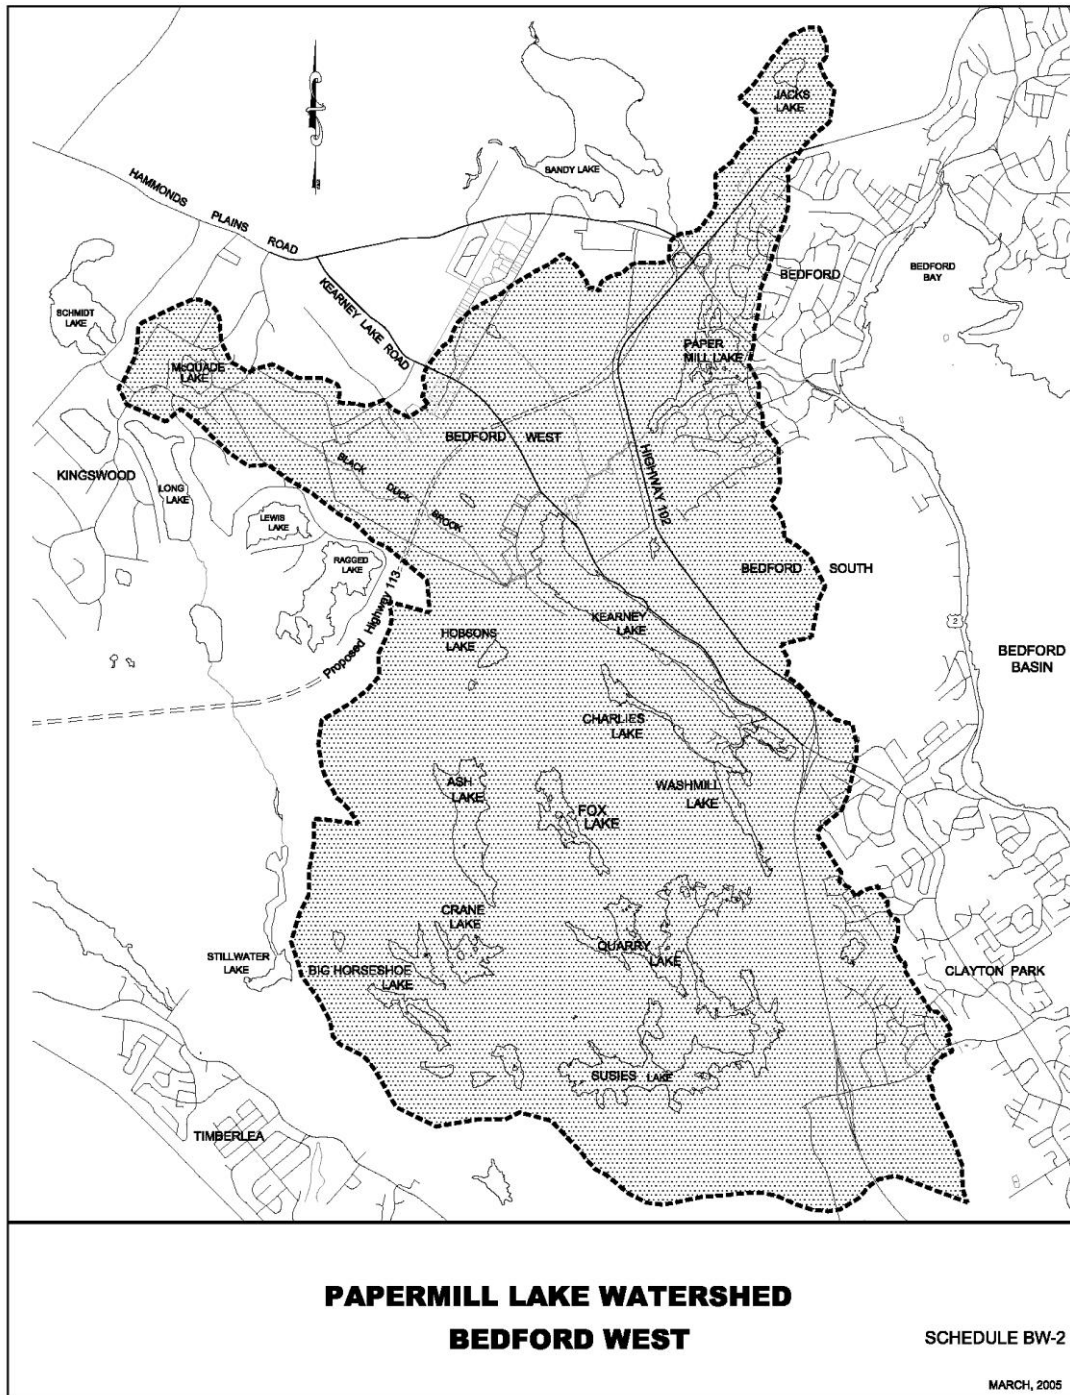 JACKS
LAKE
HAMMONDS PLAINS ROAD
SANDY LAKE
BEDFORD
BEDFORD
BAY
KEARNEY LAKE ROAD
SCHMIDT
LAKE
PAPER
MILL LAKE
McQUADE
LAKE
BEDFORD WEST
HIGHWAY 102
BLACK DUCK BROOK
KINGSWOOD
LONG
LAKE
LEWIS
LAKE
RAGGED
LAKE
Proposed Highway 113
BEDFORD SOUTH
KEARNEY
LAKE
2
HOBSONS
LAKE
BEDFORD
BASIN
CHARLIES
LAKE
ASH
LAKE
WASHMILL
LAKE
FOX
LAKE
CRANE
LAKE
QUARRY
LAKE
STILLWATER
LAKE
BIG HORSESHOE
LAKE
CLAYTON PARK
SUSIES LAKE
TIMBERLEA
PAPERMILL LAKE WATERSHED
BEDFORD WEST
SCHEDULE BW-2
MARCH, 2005